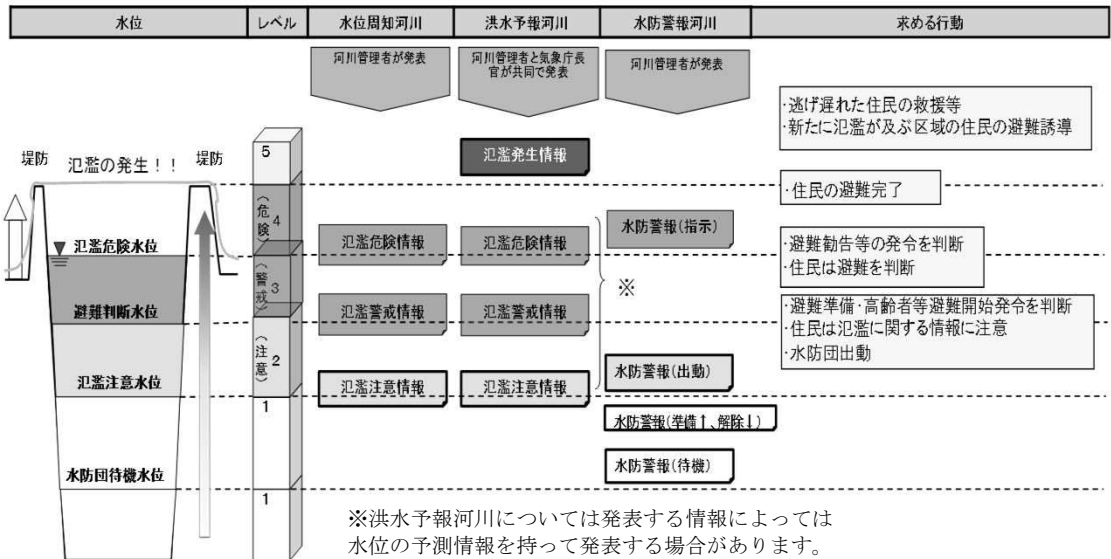 水位
レベル
水位周知河川
洪水予報河川
水防警報河川
求める行動
河川管理者が発表
河川管理者と気象庁長
官が共同で発表
河川管理者が発表
・逃げ遅れた住民の救援等
・新たに氾濫が及ぶ区域の住民の避難誘導
5
氾濫発生情報
堤防
氾濫の発生！！
堤防
・住民の避難完了
（危険）
4
氾濫危険水位
氾濫危険情報
氾濫危険情報
水防警報(指示)
・避難勧告等の発令を判断
・住民は避難を判断
（警戒）
3
※
避難判断水位
氾濫警戒情報
氾濫警戒情報
・避難準備・高齢者等避難開始発令を判断
・住民は氾濫に関する情報に注意
・水防団出動
（注意）
2
氾濫注意水位
氾濫注意情報
氾濫注意情報
水防警報(出動)
1
水防警報(準備↑、解除↓)
水防団待機水位
水防警報(待機)
1
※洪水予報河川については発表する情報によっては
水位の予測情報を持って発表する場合があります。